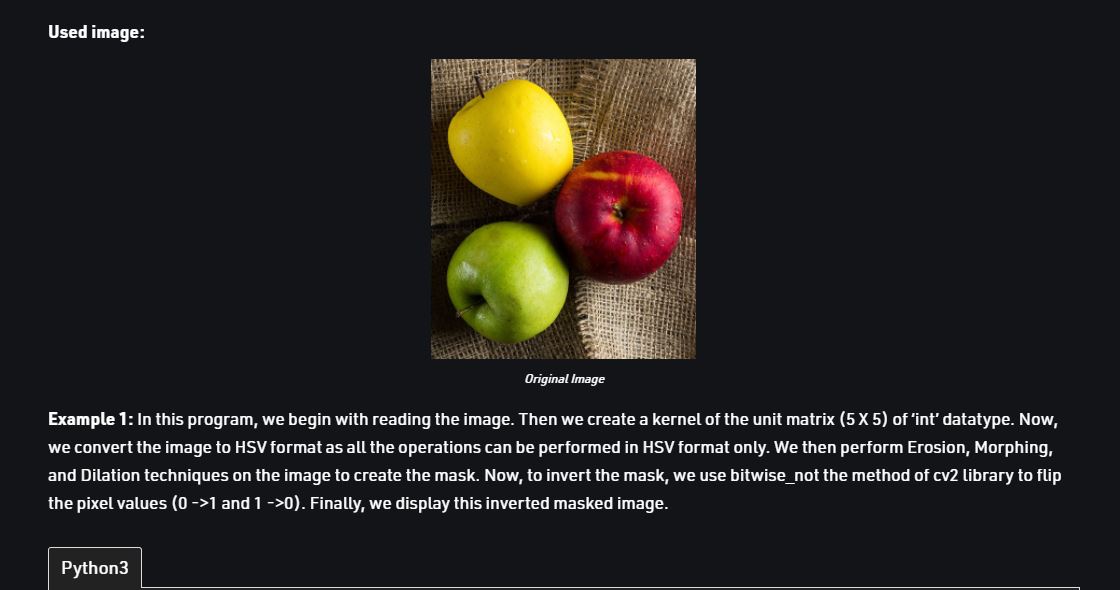 Used image:
Original Image
Example 1: In this program, we begin with reading the image. Then we create a kernel of the unit matrix (5 X 5) of ‘int’ datatype. Now,
we convert the image to HSV format as all the operations can be performed in HSV format only. We then perform Erosion, Morphing,
and Dilation techniques on the image to create the mask. Now, to invert the mask, we use bitwise_not the method of cv2 library to flip
the pixel values (0 ->1 and 1 ->0). Finally, we display this inverted masked image.
Python3